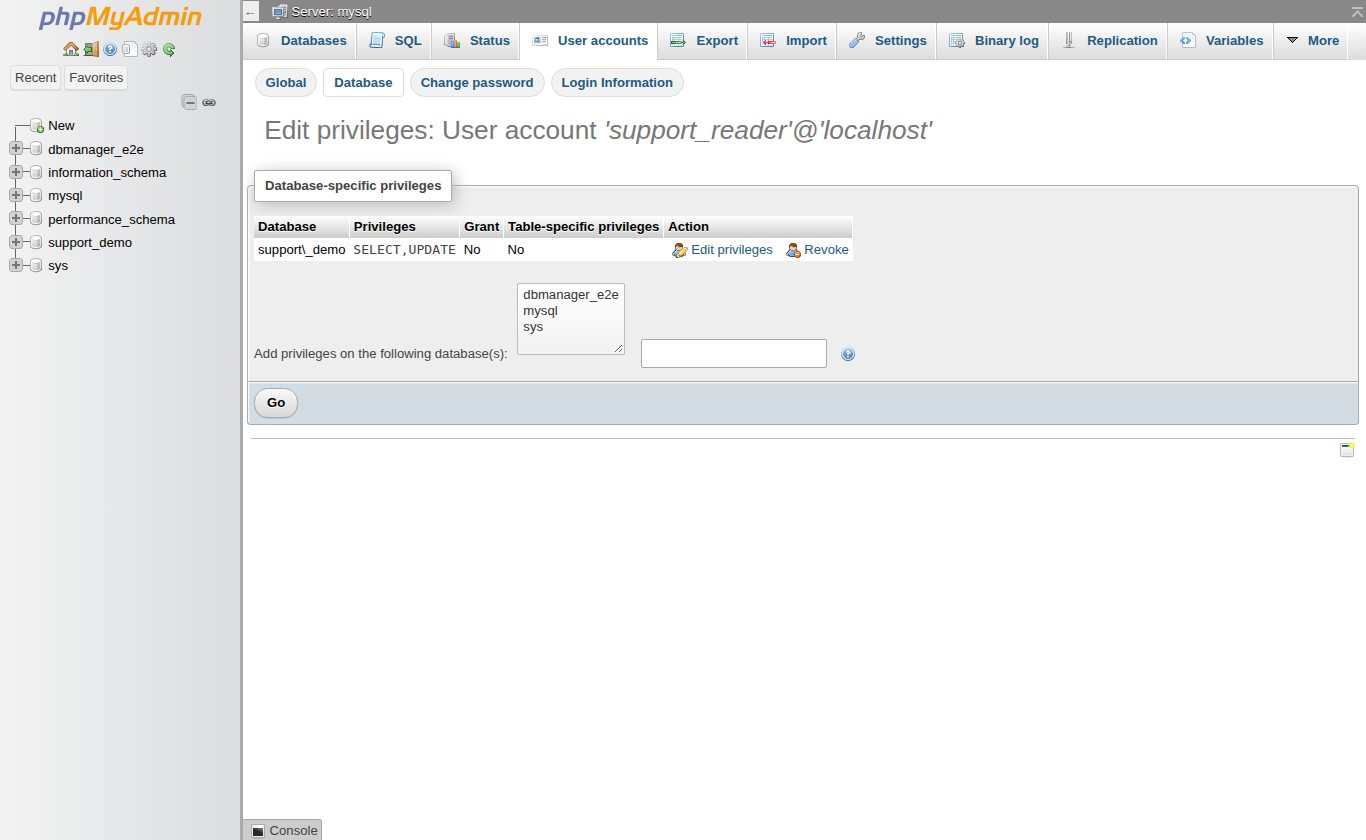 phpMyAdmin
Recent Favorites
New
dbmanager_e2e
information_schema
mysql
performance_schema
support_demo
sys
← Server: mysql
Databases SQL Status User accounts Export Import Settings Binary log Replication Variables More
Global Database Change password Login Information
Edit privileges: User account 'support_reader'@'localhost'
Database-specific privileges
Database Privileges Grant Table-specific privileges Action
support\_demo SELECT,UPDATE No No Edit privileges Revoke
dbmanager_e2e
mysql
sys
Add privileges on the following database(s):
Go
Console